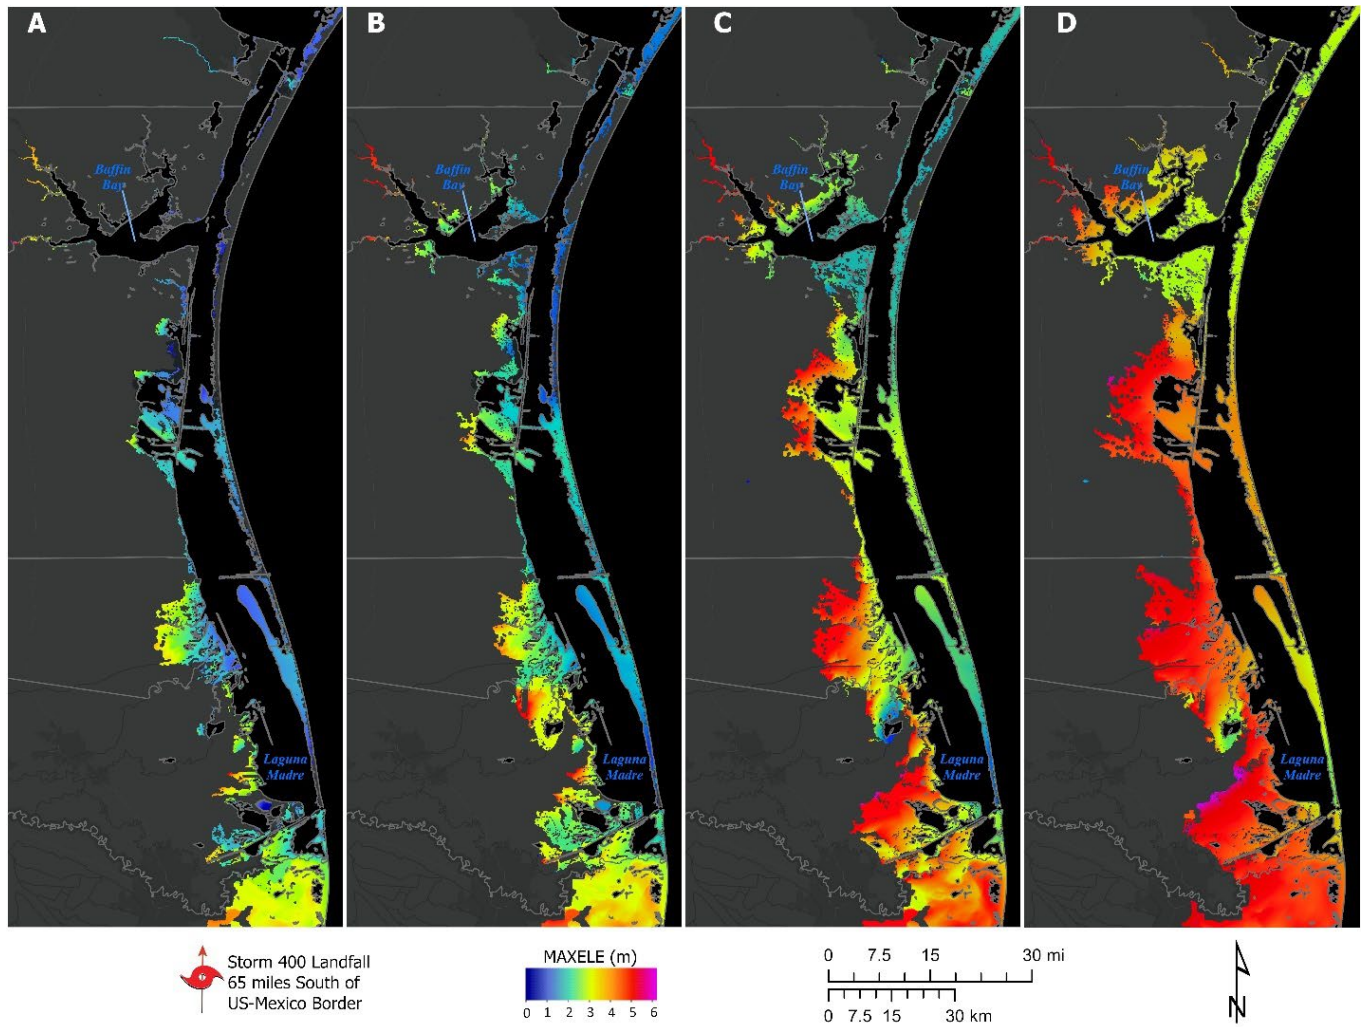 A
B
C
D
Baffin
Bay
Baffin
Bay
Baffin
Bay
Baffin
Bay
Laguna
Madre
Laguna
Madre
Laguna
Madre
Laguna
Madre
Storm 400 Landfall
65 miles South of
US-Mexico Border
MAXELE (m)
0 1 2 3 4 5 6
0 7.5 15 30 mi
0 7.5 15 30 km
N